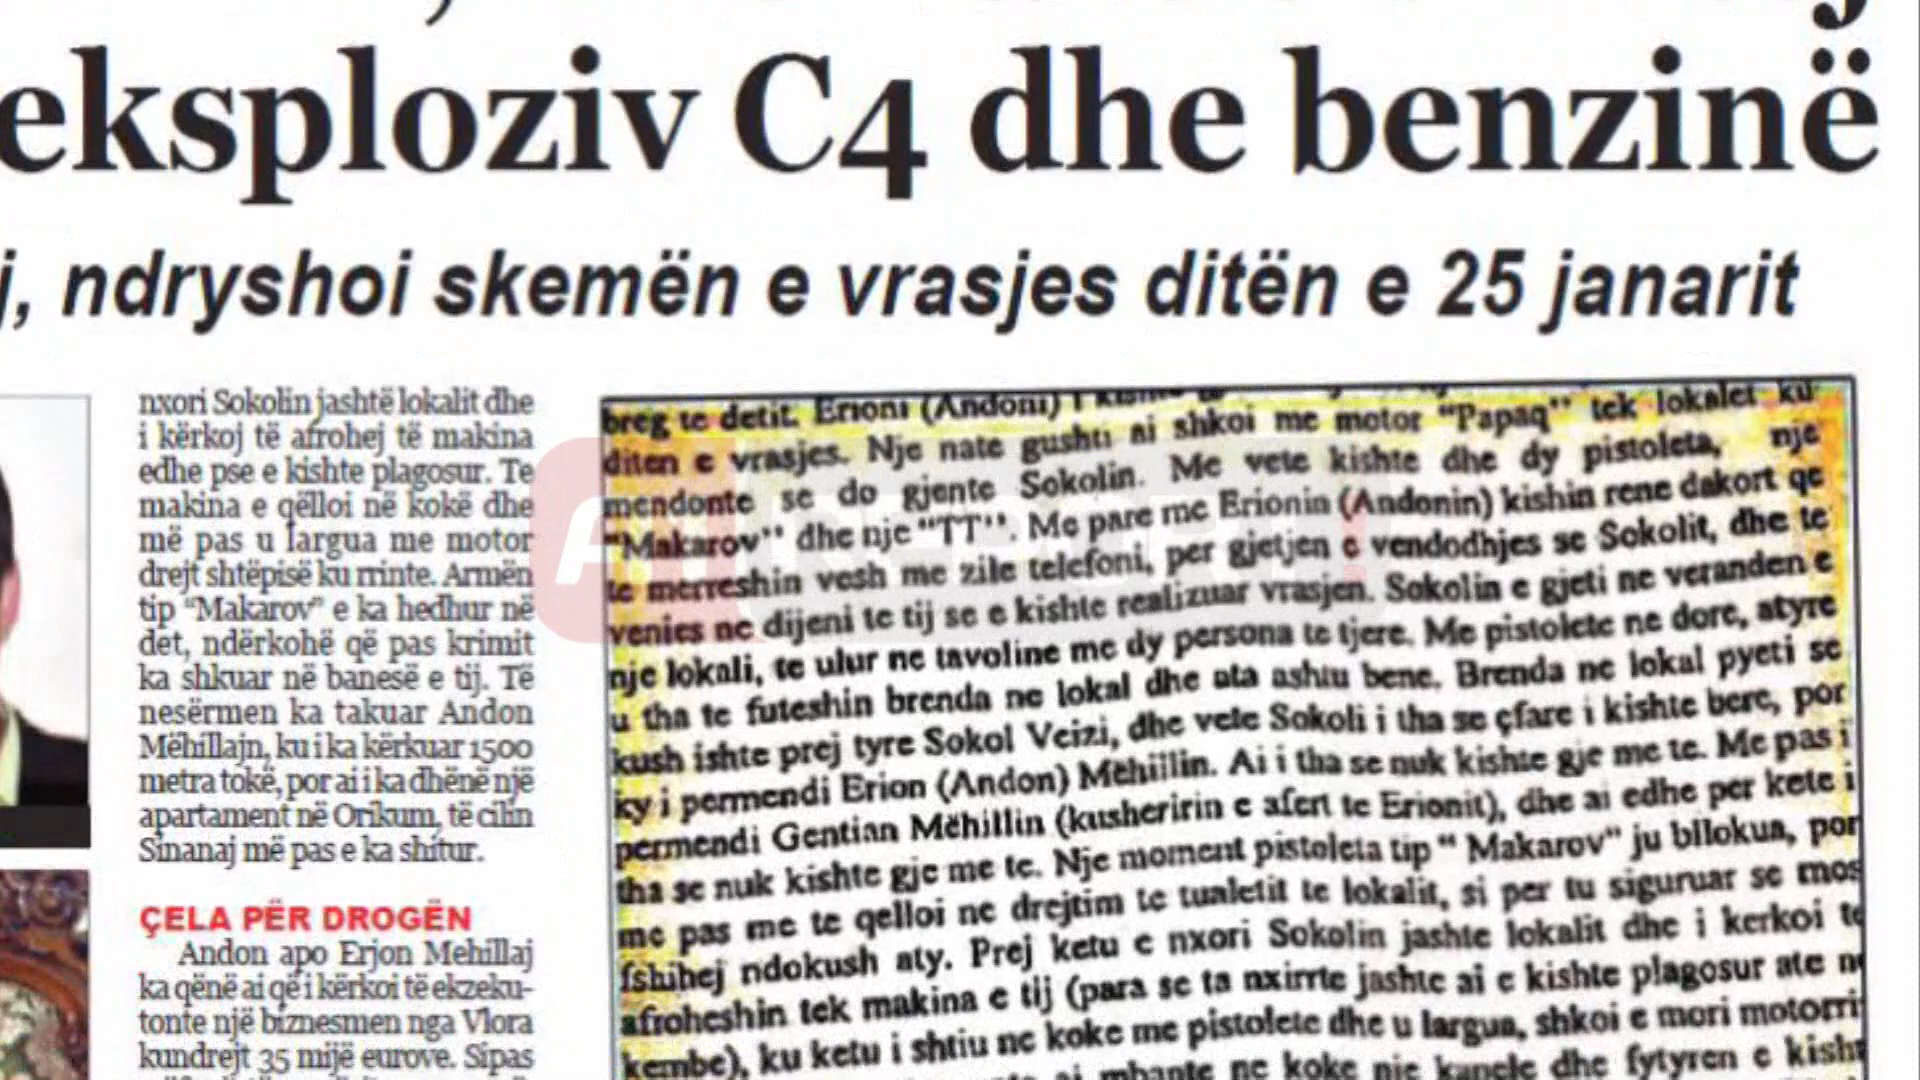 eksploziv C4 dhe benzinë
j, ndryshoi skemën e vrasjes ditën e 25 janarit
nxori Sokolin jashtë lokalit dhe
i kërkoj të afrohej të makina
edhe pse e kishte plagosur. Te
makina e qëlloi në kokë dhe
më pas u largua me motor
drejt shtëpisë ku rrinte. Armën
tip “Makarov” e ka hedhur në
det, ndërkohë që pas krimit
ka shkuar në banesë e tij. Të
nesërmen ka takuar Andon
Mëhillajn, ku i ka kërkuar 1500
metra tokë, por ai i ka dhënë një
apartament në Orikum, të cilin
Sinanaj më pas e ka shitur.
ÇELA PËR DROGËN
Andon apo Erjon Mehillaj
ka qënë ai që i kërkoi të ekzeku-
tonte një biznesmen nga Vlora
kundrejt 35 mijë eurove. Sipas
breg te detit. Erioni (Andoni) i
diten e vrasjes. Nje nate gushti ai shkoi me motor “Papaq” tek lokalet ku
mendonte se do gjente Sokolin. Me vete kishte dhe dy pistoleta, nje
“Makarov” dhe nje “TT”. Me pare me Erionin (Andonin) kishin rene dakort qe
te merreshin vesh me zile telefoni, per gjetjen e vendodhjes se Sokolit, dhe te
venies ne dijeni te tij se e kishte realizuar vrasjen. Sokolin e gjeti ne veranden e
nje lokali, te ulur ne tavoline me dy persona te tjere. Me pistolete ne dore, atyre
u tha te futeshin brenda ne lokal dhe ata ashtu bene. Brenda ne lokal pyeti se
kush ishte prej tyre Sokol Veizi, dhe vete Sokoli i tha se çfare i kishte bere, por
ky i permendi Erion (Andon) Mëhillin. Ai i tha se nuk kishte gje me te. Me pas i
permendi Gentian Mëhillin (kusheririn e afert te Erionit), dhe ai edhe per kete i
tha se nuk kishte gje me te. Nje moment pistoleta tip “ Makarov” ju bllokua, por
me pas me te qelloi ne drejtim te tualetit te lokalit, si per tu siguruar se mos
fshihej ndokush aty. Prej ketu e nxori Sokolin jashte lokalit dhe i kerkoi te
afroheshin tek makina e tij (para se ta nxirrte jashte ai e kishte plagosur ate ne
kembe), ku ketu i shtiu ne koke me pistolete dhe u largua, shkoi e mori motorri
ai mbante ne koke nje kapele dhe fytyren e kisht